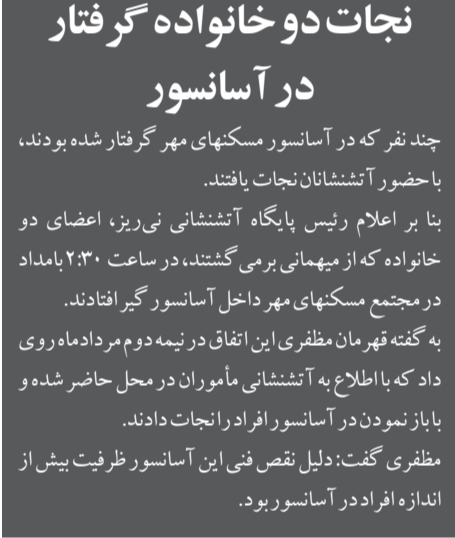 نجات دو خانواده گرفتار
در آسانسور
چند نفر که در آسانسور مسکنهای مهر گرفتار شده بودند،
با حضور آتشنشانان نجات یافتند.
بنا بر اعلام رئیس پایگاه آتشنشانی نی‌ریز، اعضای دو
خانواده که از میهمانی برمی‌گشتند، در ساعت ۲:۳۰ بامداد
در مجتمع مسکنهای مهر داخل آسانسور گیر افتادند.
به گفته قهرمان مظفری این اتفاق در نیمه دوم مردادماه روی
داد که با اطلاع به آتشنشانی مأموران در محل حاضر شده و
با باز نمودن در آسانسور افراد را نجات دادند.
مظفری گفت: دلیل نقص فنی این آسانسور ظرفیت بیش از
اندازه افراد در آسانسور بود.